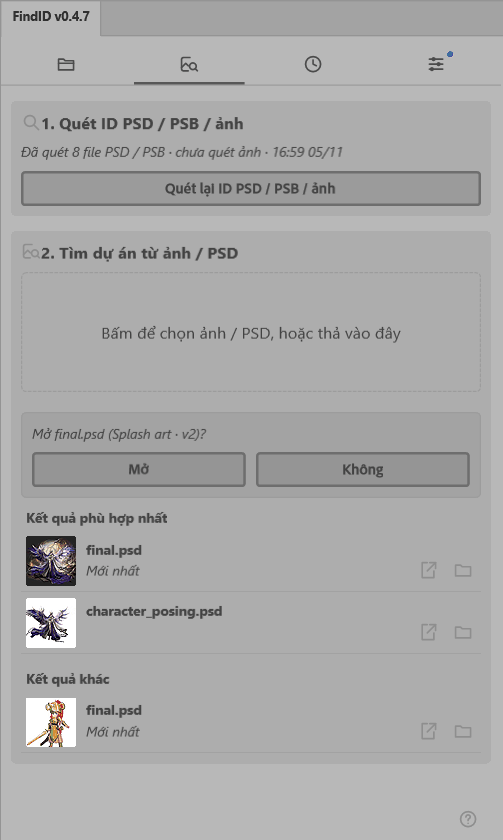 FindID v0.4.7
1. Quét ID PSD / PSB / ảnh
Đã quét 8 file PSD / PSB · chưa quét ảnh · 16:59 05/11
Quét lại ID PSD / PSB / ảnh
2. Tìm dự án từ ảnh / PSD
Bấm để chọn ảnh / PSD, hoặc thả vào đây
Mở final.psd (Splash art · v2)?
Mở
Không
Kết quả phù hợp nhất
final.psd
Mới nhất
character_posing.psd
Kết quả khác
final.psd
Mới nhất